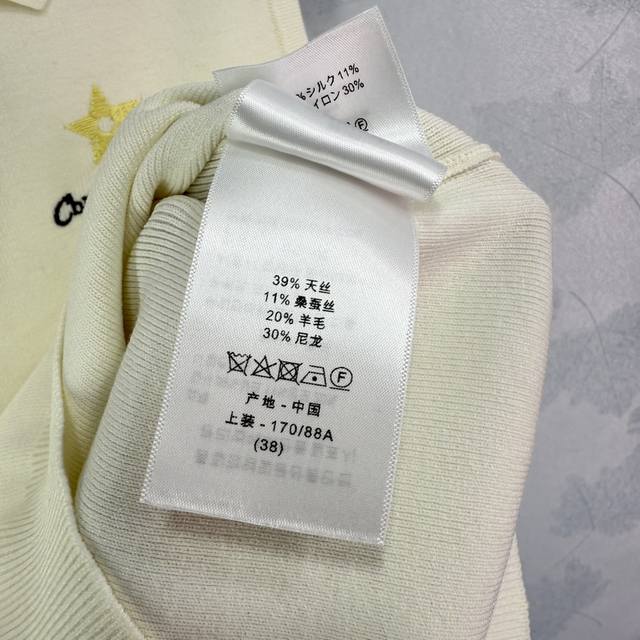 %シルク 11%
イロン 30%
39% 天丝
11% 桑蚕丝
20% 羊毛
30% 尼龙
F
产地 - 中国
上装 - 170/88A
(38)